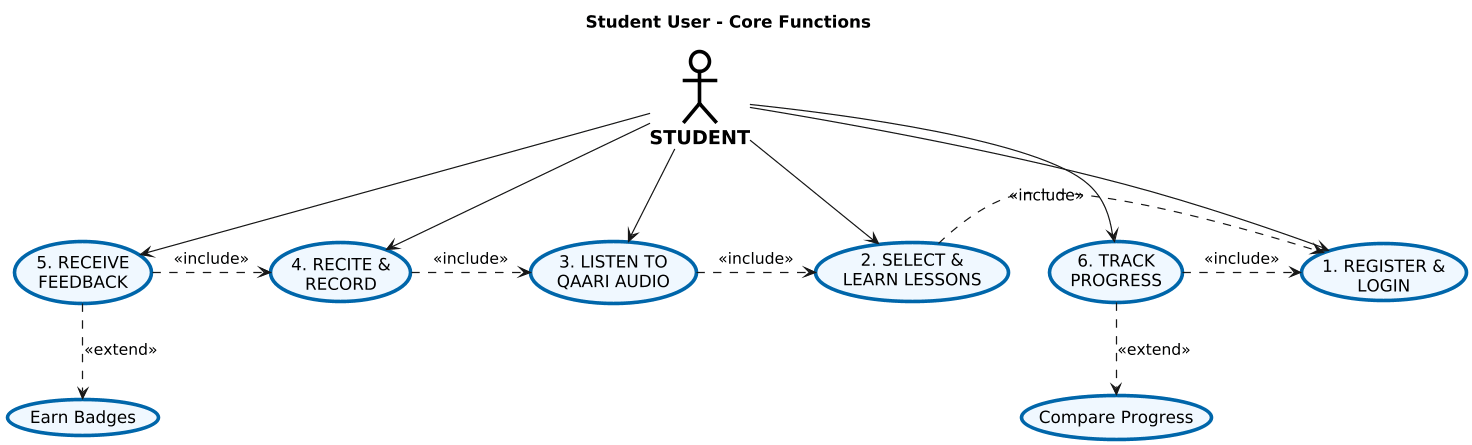 Student User - Core Functions
STUDENT
«include»
5. RECEIVE
FEEDBACK
«include»
4. RECITE &
RECORD
«include»
3. LISTEN TO
QAARI AUDIO
«include»
2. SELECT &
LEARN LESSONS
6. TRACK
PROGRESS
«include»
1. REGISTER &
LOGIN
«extend»
«extend»
Earn Badges
Compare Progress